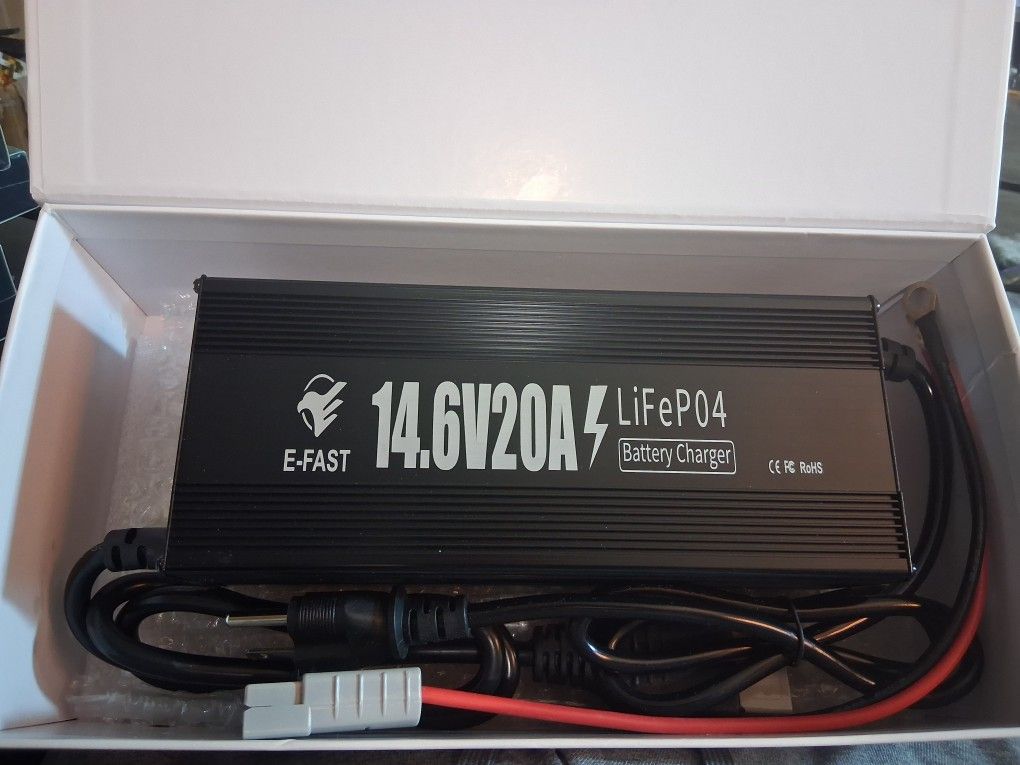 E-FAST
14.6V20A
LiFePO4
Battery Charger
CE FC RoHS